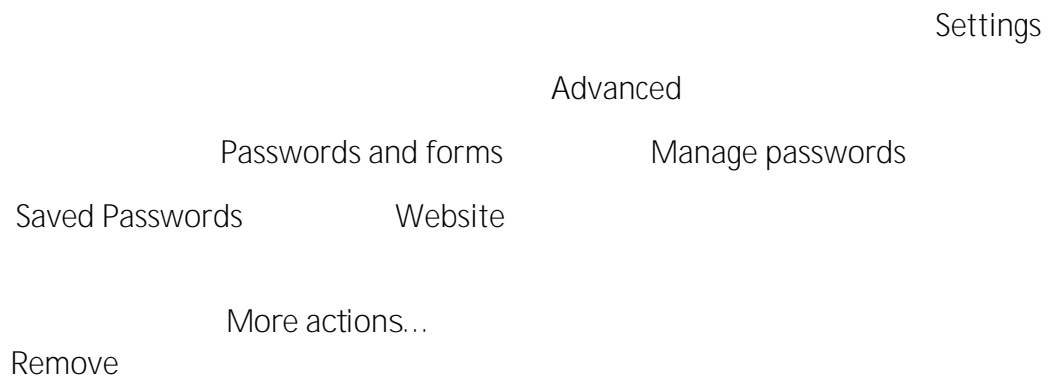 Settings
Advanced
Passwords and forms Manage passwords
Saved Passwords Website
More actions…
Remove